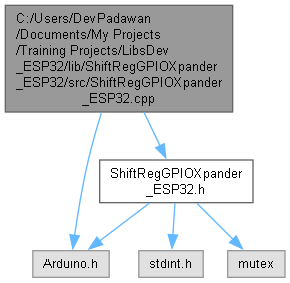 C:/Users/DevPadawan
/Documents/My Projects
/Training Projects/LibsDev
_ESP32/lib/ShiftRegGPIOXpander
_ESP32/src/ShiftRegGPIOXpander
_ESP32.cpp
ShiftRegGPIOXpander
_ESP32.h
Arduino.h
stdint.h
mutex